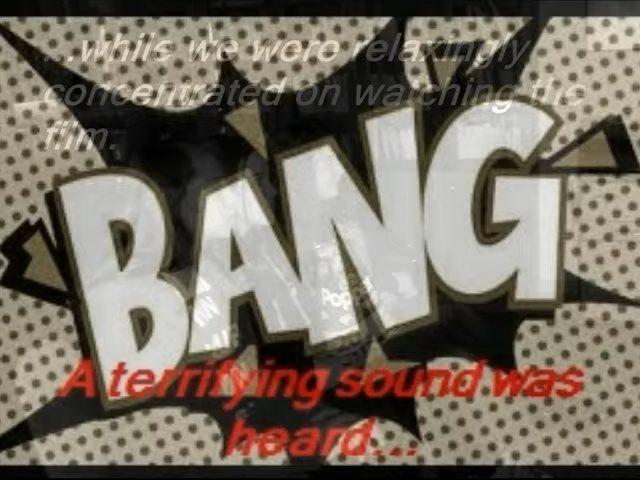 ...while we were relaxingly
concentrated on watching the
film.
BANG
A terrifying sound was
heard...